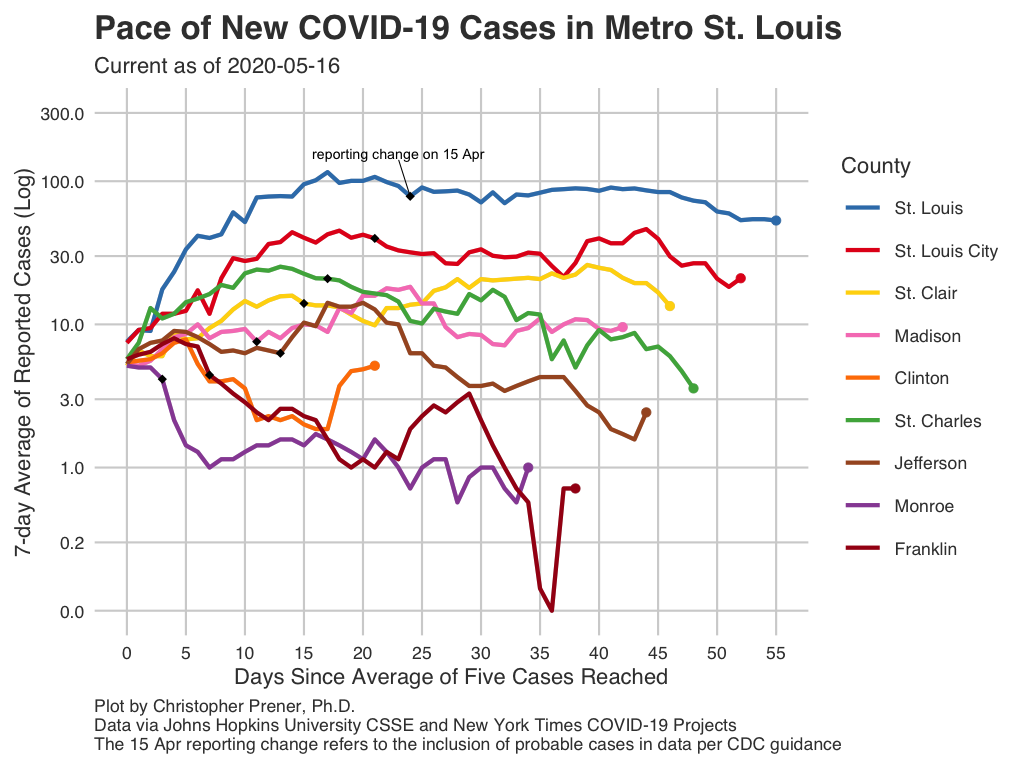 Pace of New COVID-19 Cases in Metro St. Louis
Current as of 2020-05-16
7-day Average of Reported Cases (Log)
300.0
100.0
30.0
10.0
3.0
1.0
0.2
0.0
reporting change on 15 Apr
0 5 10 15 20 25 30 35 40 45 50 55
Days Since Average of Five Cases Reached
County
St. Louis
St. Louis City
St. Clair
Madison
Clinton
St. Charles
Jefferson
Monroe
Franklin
Plot by Christopher Prener, Ph.D.
Data via Johns Hopkins University CSSE and New York Times COVID-19 Projects
The 15 Apr reporting change refers to the inclusion of probable cases in data per CDC guidance